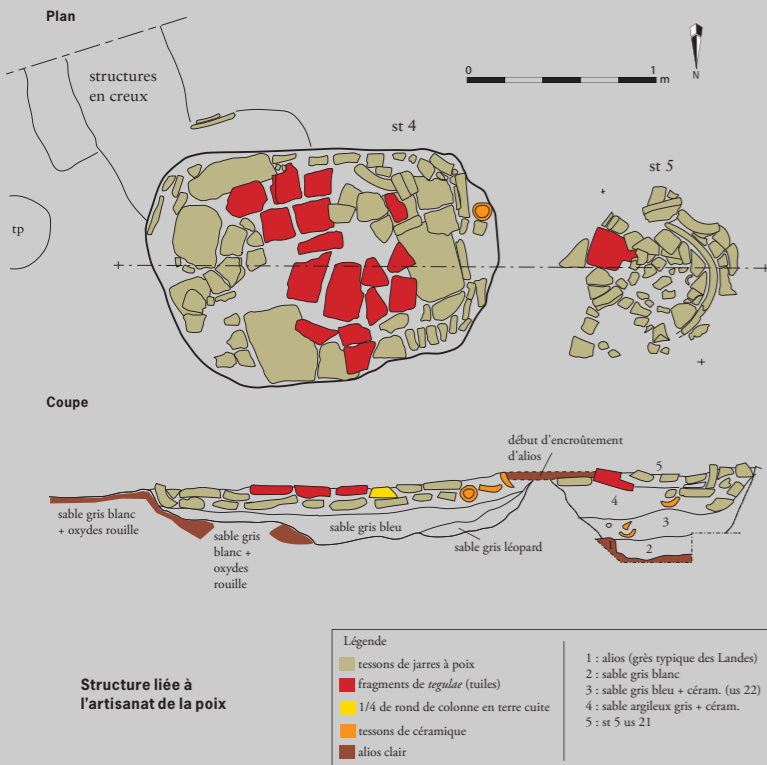 Plan
structures
en creux
0
1
m
N
st 4
st 5
tp
Coupe
début d'encroûtement
d'alios
sable gris blanc
+ oxydes rouille
sable gris
blanc +
oxydes
rouille
sable gris bleu
sable gris léopard
5
4
3
1
2
Structure liée à
l'artisanat de la poix
Légende
tessons de jarres à poix
fragments de tegulae (tuiles)
1/4 de rond de colonne en terre cuite
tessons de céramique
alios clair
1 : alios (grès typique des Landes)
2 : sable gris blanc
3 : sable gris bleu + céram. (us 22)
4 : sable argileux gris + céram.
5 : st 5 us 21